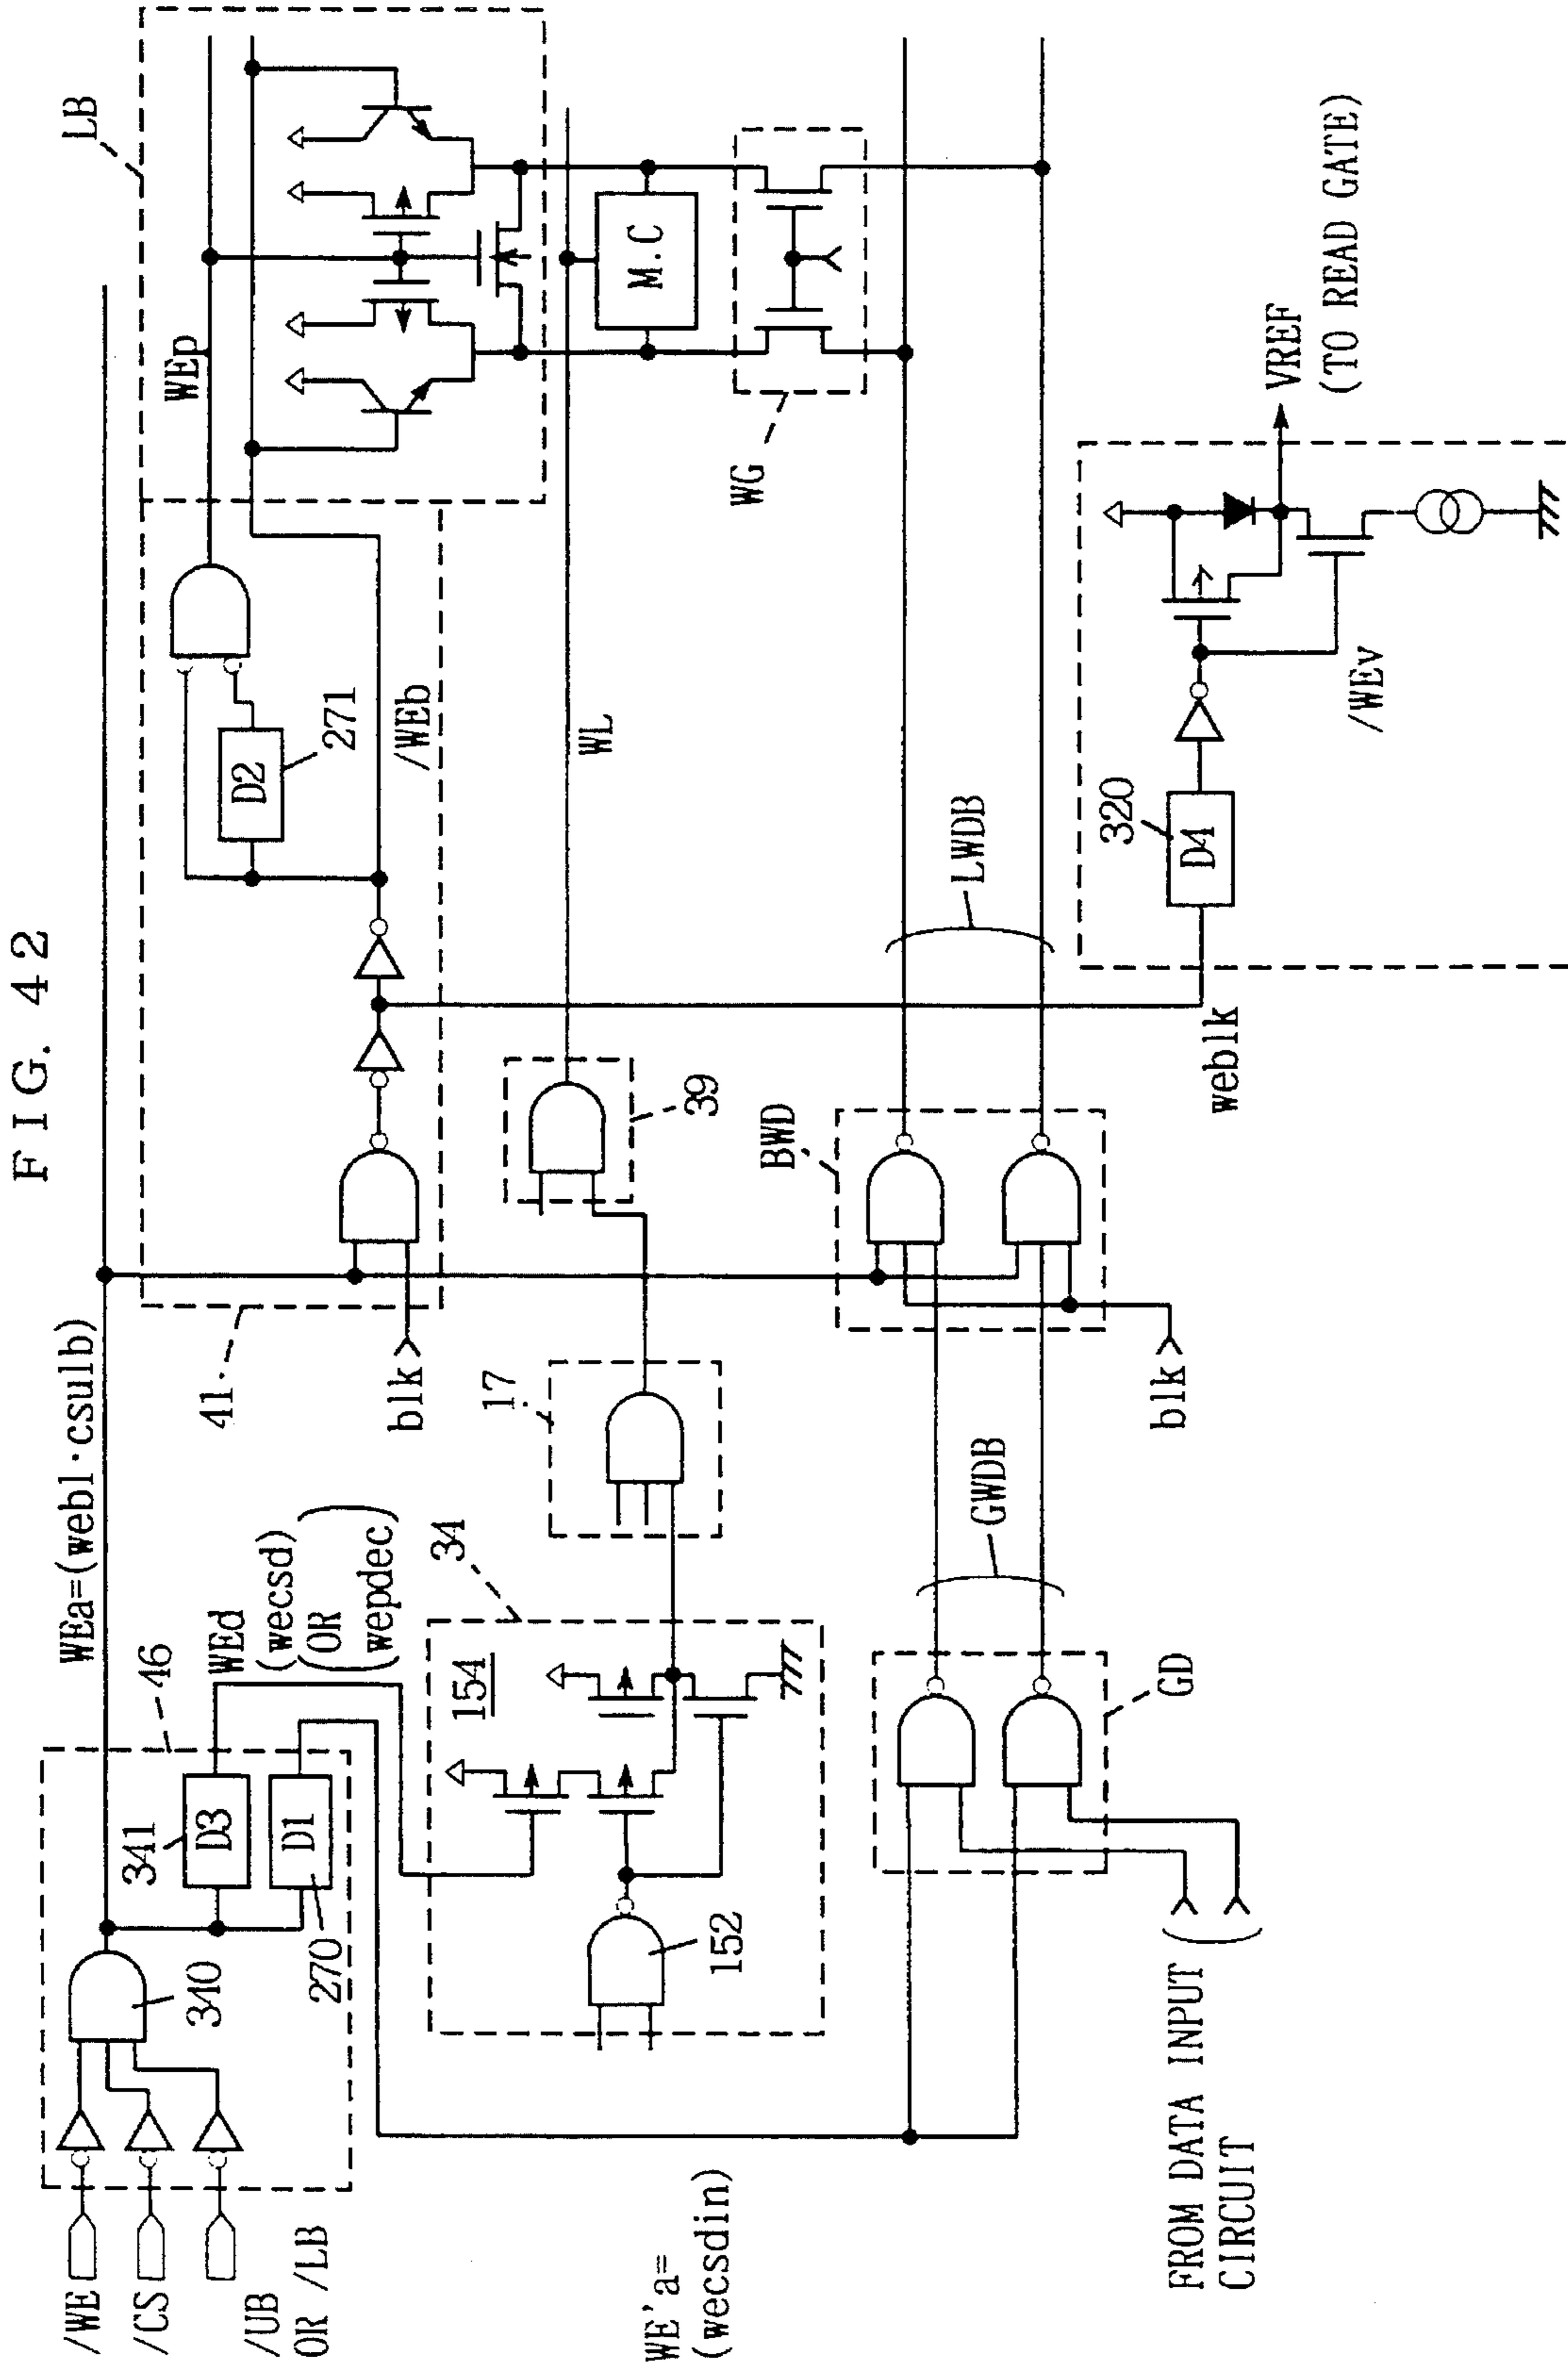 FIG. 42
/WE
/CS
/UB
OR /LB
340
341
D3
D1
270
46
WEa=(webl·csulb)
WEd
(wecsd)
OR
(wepdec)
WE'a=
(wecsdin)
34
154
152
17
39
41
blk
D2
271
/WEb
WEp
LB
WL
M.C
WG
GD
GWDB
BWD
blk
LWDB
FROM DATA INPUT
CIRCUIT
weblk
320
D4
/WEv
VREF
(TO READ GATE)